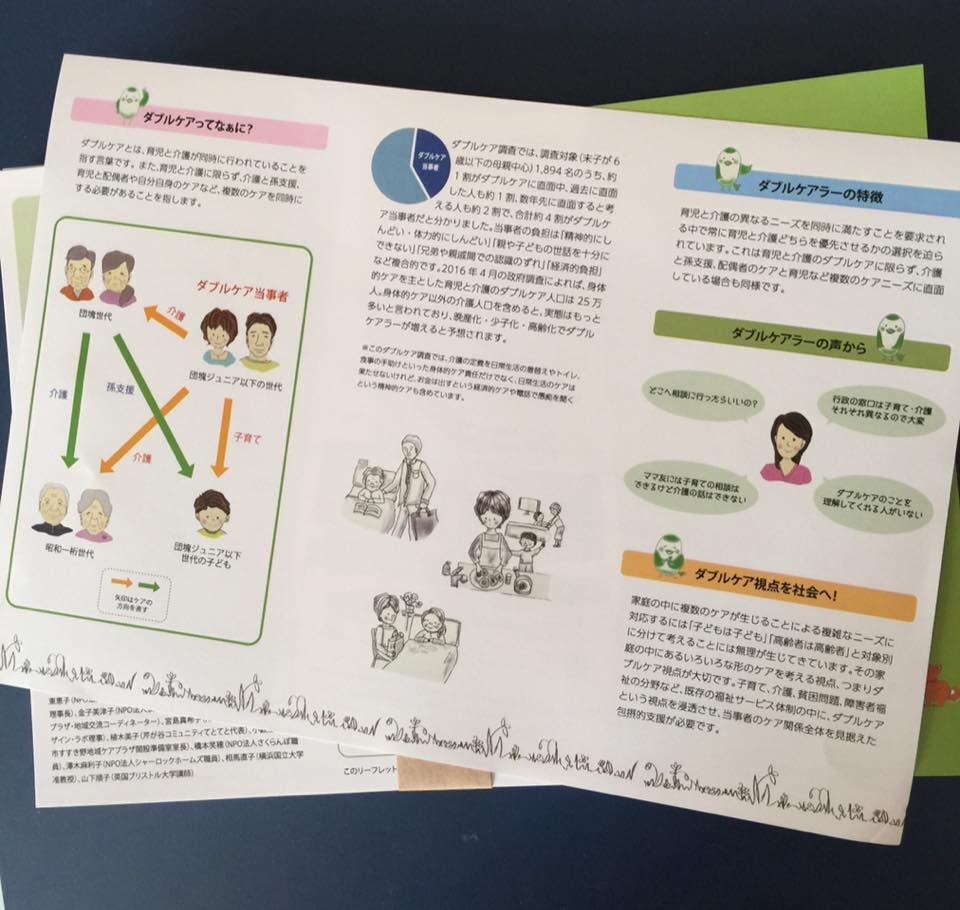 ダブルケアってなぁに?
ダブルケアとは、育児と介護が同時に行われていることを
指す言葉です。また、育児と介護に限らず、介護と孫支援、
育児と配偶者や自分自身のケアなど、複数のケアを同時に
する必要があることを指します。
団塊世代
ダブルケア当事者
介護
団塊ジュニア以下の世代
介護
孫支援
介護
子育て
昭和一桁世代
団塊ジュニア以下
世代の子ども
矢印はケアの
方向を表す
ダブルケア
当事者
ダブルケア調査では、調査対象(末子が6
歳以下の母親中心)1,894名のうち、約
1割がダブルケアに直面中、過去に直面
した人も約1割、数年先に直面すると考
える人も約2割で、合計約4割がダブルケ
ア当事者だと分かりました。当事者の負担は「精神的にし
んどい・体力的にしんどい」「親や子どもの世話を十分に
できない」「兄弟や親戚間での認識のずれ」「経済的負担」
など複合的です。2016年4月の政府調査によれば、身体
的ケアを主とした育児と介護のダブルケア人口は25万
人。身体的ケア以外の介護人口を含めると、実態はもっと
多いと言われており、晩産化・少子化・高齢化でダブル
ケアラーが増えると予想されます。
※このダブルケア調査では、介護の定義を日常生活の着替えやトイレ、
食事の手助けといった身体的ケア責任だけでなく、日常生活のケアは
果たせないけれど、お金は出すという経済的ケアや電話で愚痴を聞く
という精神的ケアも含めています。
ダブルケアラーの特徴
育児と介護の異なるニーズを同時に満たすことを要求され
る中で常に育児と介護どちらを優先させるかの選択を迫ら
れています。これは育児と介護のダブルケアに限らず、介護
と孫支援、配偶者のケアと育児など複数のケアニーズに直面
している場合も同様です。
ダブルケアラーの声から
どこへ相談に行ったらいいの?
行政の窓口は子育て・介護
それぞれ異なるので大変
ママ友には子育ての相談は
できるけど介護の話はできない
ダブルケアのことを
理解してくれる人がいない
ダブルケア視点を社会へ!
家庭の中に複数のケアが生じることによる複雑なニーズに
対応するには「子どもは子ども」「高齢者は高齢者」と対象別
に分けて考えることには無理が生じてきています。その家
庭の中にあるいろいろな形のケアを考える視点、つまりダ
ブルケア視点が大切です。子育て、介護、貧困問題、障害者福
祉の分野など、既存の福祉サービス体制の中に、ダブルケア
という視点を浸透させ、当事者のケア関係全体を見据えた
包摂的支援が必要です。
東恵子(NPO法人
理事長)、金子美津子(NPO法
プラザ・地域交流コーディネーター)、宮島真希子
ザイン・ラボ理事)、植木美子(芹が谷コミュニティてとてと代表)、
市すすき野地域ケアプラザ開設準備室室長)、橋本笑穂(NPO法人さくらんぼ職
員)、澤木麻利子(NPO法人シャーロックホームズ職員)、相馬直子(横浜国立大学
准教授)、山下順子(英国ブリストル大学講師)
このリーフレット